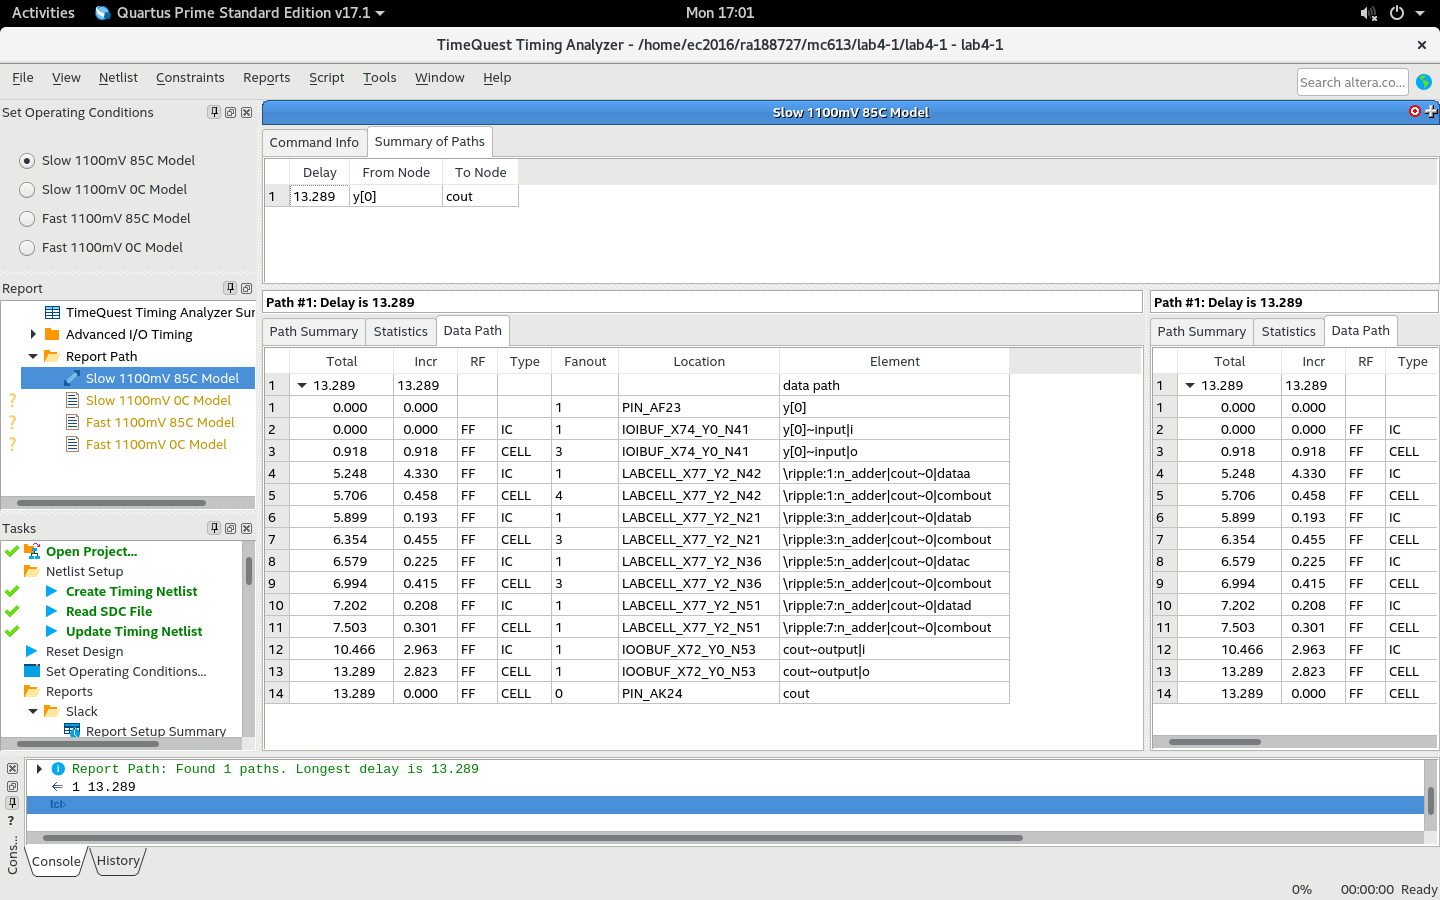 Activities Quartus Prime Standard Edition v17.1 Mon 17:01
TimeQuest Timing Analyzer - /home/ec2016/ra188727/mc613/lab4-1/lab4-1 - lab4-1
File View Netlist Constraints Reports Script Tools Window Help
Search altera.co...
Set Operating Conditions
Slow 1100mV 85C Model
Slow 1100mV 0C Model
Fast 1100mV 85C Model
Fast 1100mV 0C Model
Report
TimeQuest Timing Analyzer Sur
Advanced I/O Timing
Report Path
Slow 1100mV 85C Model
? Slow 1100mV 0C Model
? Fast 1100mV 85C Model
? Fast 1100mV 0C Model
Tasks
Open Project...
Netlist Setup
Create Timing Netlist
Read SDC File
Update Timing Netlist
Reset Design
Set Operating Conditions...
Reports
Slack
Report Setup Summary
Slow 1100mV 85C Model
Command Info Summary of Paths
Delay From Node To Node
1 13.289 y[0] cout
Path #1: Delay is 13.289
Path Summary Statistics Data Path
Total Incr RF Type Fanout Location Element
1 13.289 13.289 data path
1 0.000 0.000 1 PIN_AF23 y[0]
2 0.000 0.000 FF IC 1 IOIBUF_X74_Y0_N41 y[0]~input|i
3 0.918 0.918 FF CELL 3 IOIBUF_X74_Y0_N41 y[0]~input|o
4 5.248 4.330 FF IC 1 LABCELL_X77_Y2_N42 \ripple:1:n_adder|cout~0|dataa
5 5.706 0.458 FF CELL 4 LABCELL_X77_Y2_N42 \ripple:1:n_adder|cout~0|combout
6 5.899 0.193 FF IC 1 LABCELL_X77_Y2_N21 \ripple:3:n_adder|cout~0|datab
7 6.354 0.455 FF CELL 3 LABCELL_X77_Y2_N21 \ripple:3:n_adder|cout~0|combout
8 6.579 0.225 FF IC 1 LABCELL_X77_Y2_N36 \ripple:5:n_adder|cout~0|datac
9 6.994 0.415 FF CELL 3 LABCELL_X77_Y2_N36 \ripple:5:n_adder|cout~0|combout
10 7.202 0.208 FF IC 1 LABCELL_X77_Y2_N51 \ripple:7:n_adder|cout~0|datad
11 7.503 0.301 FF CELL 1 LABCELL_X77_Y2_N51 \ripple:7:n_adder|cout~0|combout
12 10.466 2.963 FF IC 1 IOOBUF_X72_Y0_N53 cout~output|i
13 13.289 2.823 FF CELL 1 IOOBUF_X72_Y0_N53 cout~output|o
14 13.289 0.000 FF CELL 0 PIN_AK24 cout
Path #1: Delay is 13.289
Path Summary Statistics Data Path
Total Incr RF Type
1 13.289 13.289
1 0.000 0.000
2 0.000 0.000 FF IC
3 0.918 0.918 FF CELL
4 5.248 4.330 FF IC
5 5.706 0.458 FF CELL
6 5.899 0.193 FF IC
7 6.354 0.455 FF CELL
8 6.579 0.225 FF IC
9 6.994 0.415 FF CELL
10 7.202 0.208 FF IC
11 7.503 0.301 FF CELL
12 10.466 2.963 FF IC
13 13.289 2.823 FF CELL
14 13.289 0.000 FF CELL
Report Path: Found 1 paths. Longest delay is 13.289
1 13.289
tcl>
?
Cons...
Console History
0% 00:00:00 Ready